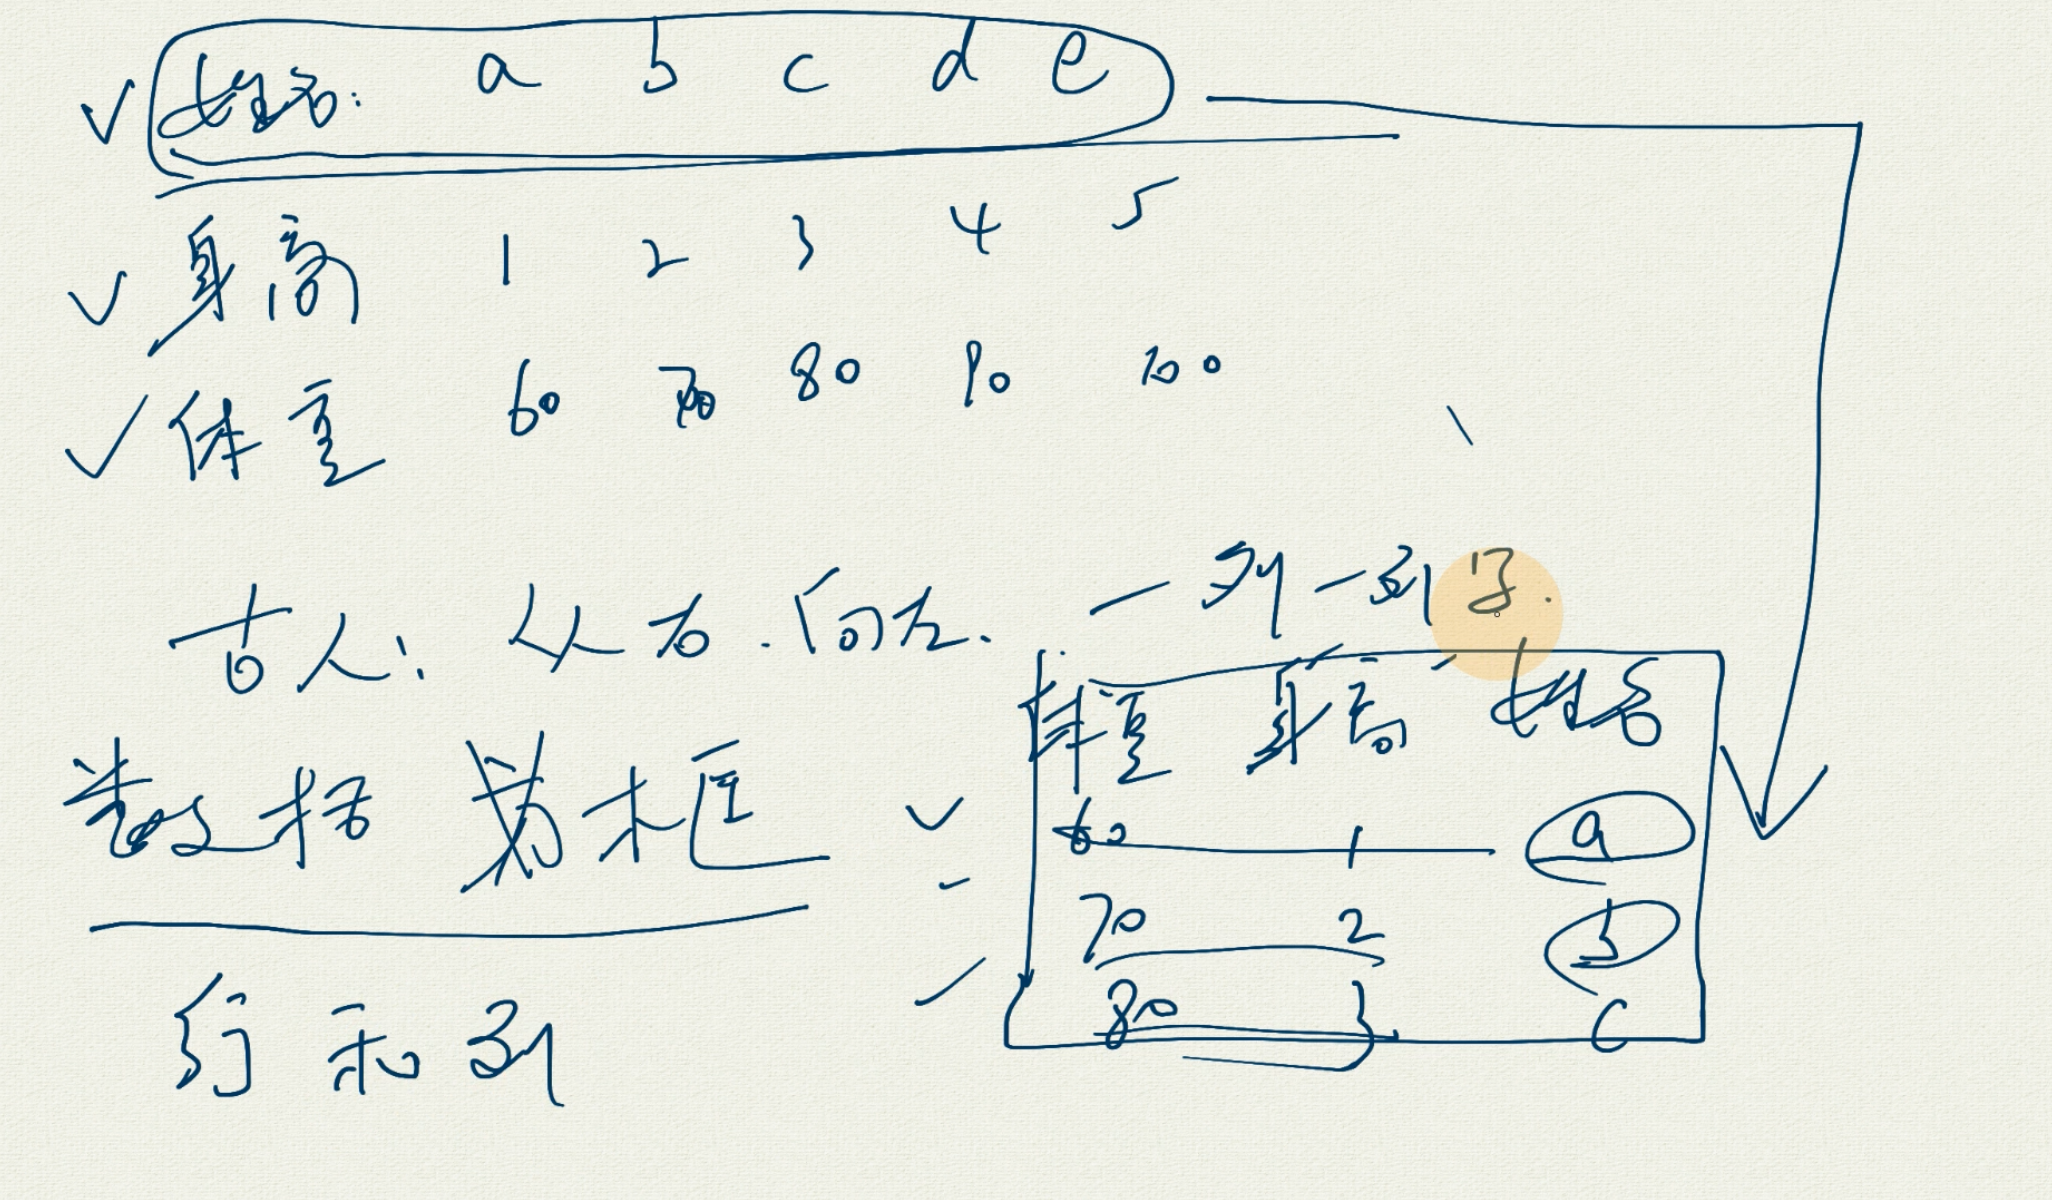 姓名: a b c d e
身高 1 2 3 4 5
体重 60 70 80 90 100
古人: 从右向左. 一列一列写.
数据 框
行和列
体重 身高 姓名
60 1 a
70 2 b
80 3 c